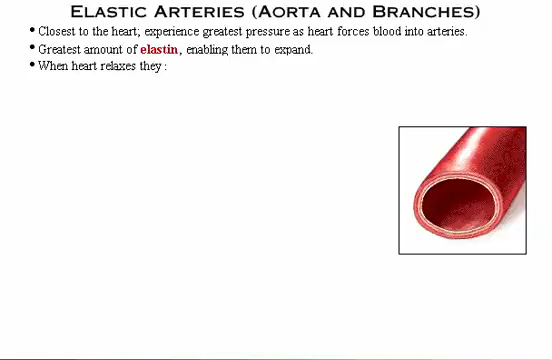 Elastic Arteries (Aorta and Branches)
• Closest to the heart; experience greatest pressure as heart forces blood into arteries.
• Greatest amount of elastin, enabling them to expand.
• When heart relaxes they :